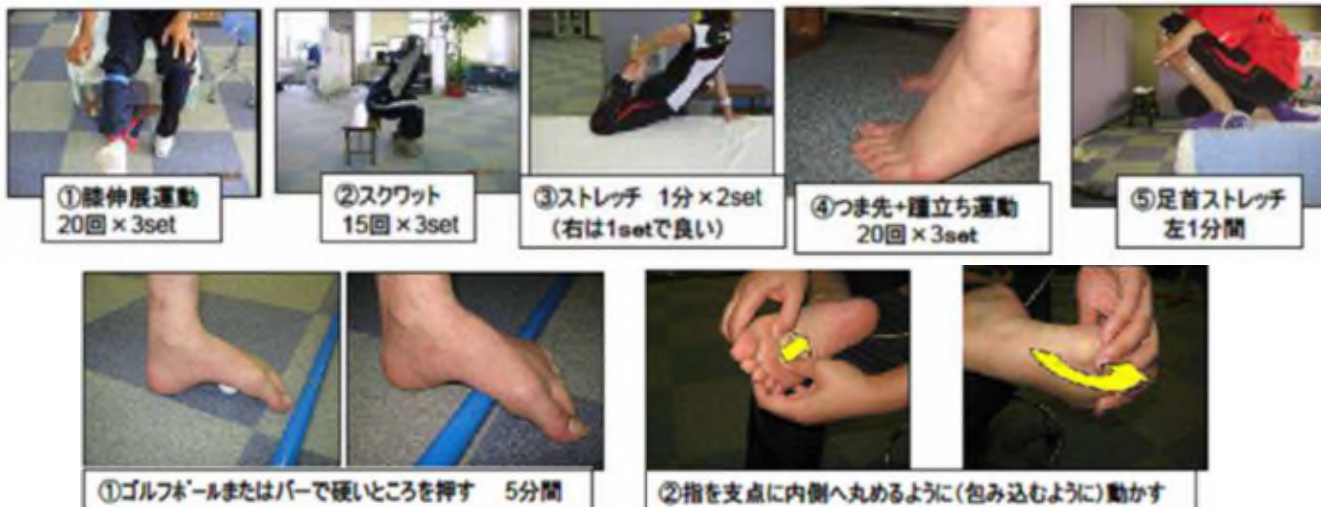 ①膝伸展運動
20回×3set
②スクワット
15回×3set
③ストレッチ 1分×2set
(右は1setで良い)
④つま先+踵立ち運動
20回×3set
⑤足首ストレッチ
左1分間
①ゴルフボールまたはバーで硬いところを押す 5分間
②指を支点に内側へ丸めるように(包み込むように)動かす